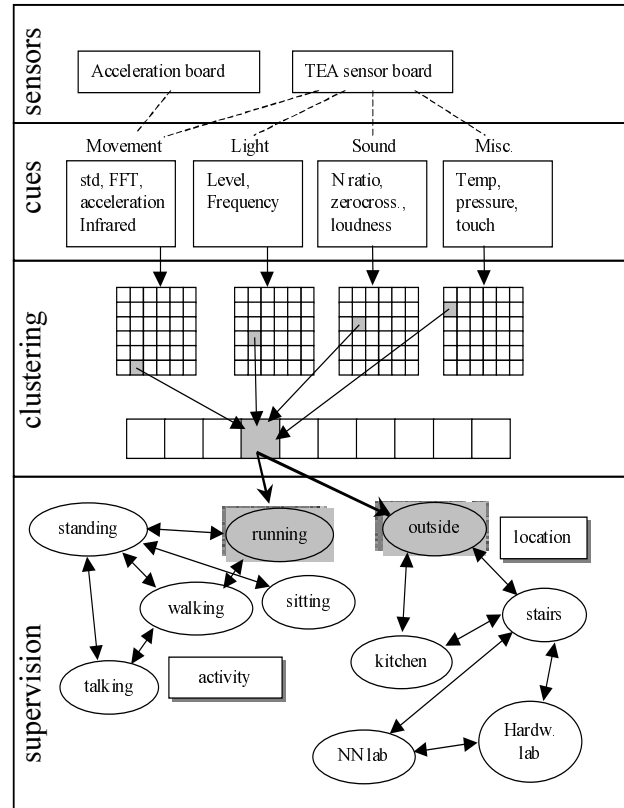 sensors
Acceleration board
TEA sensor board
cues
Movement
Light
Sound
Misc.
std, FFT,
acceleration
Infrared
Level,
Frequency
N ratio,
zerocross.,
loudness
Temp,
pressure,
touch
clustering
supervision
standing
running
outside
location
walking
sitting
stairs
kitchen
talking
activity
NN lab
Hardw.
lab